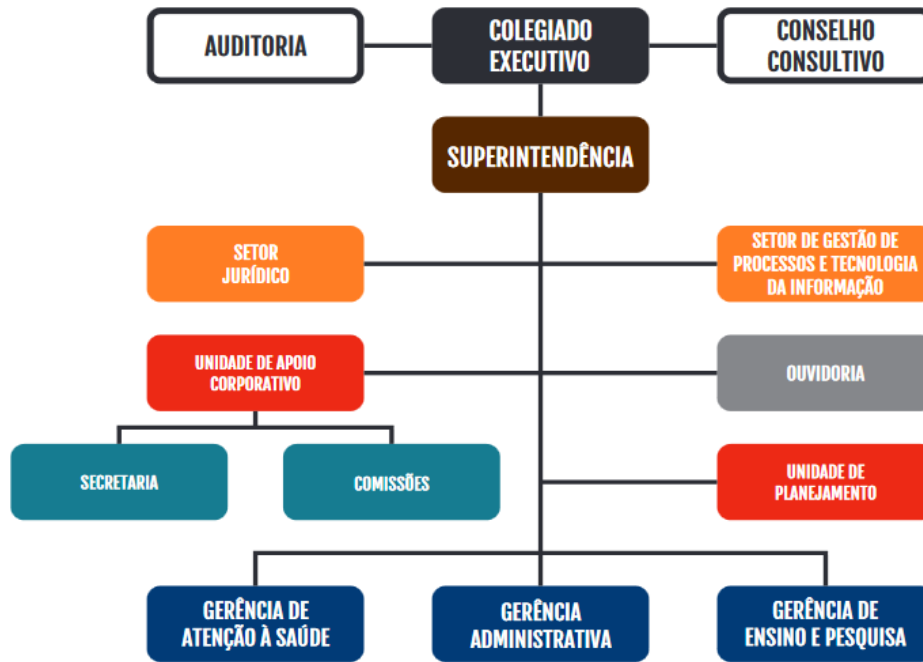 AUDITORIA
COLEGIADO
EXECUTIVO
CONSELHO
CONSULTIVO
SUPERINTENDÊNCIA
SETOR
JURÍDICO
SETOR DE GESTÃO DE
PROCESSOS E TECNOLOGIA
DA INFORMAÇÃO
UNIDADE DE APOIO
CORPORATIVO
OUVIDORIA
SECRETARIA
COMISSÕES
UNIDADE DE
PLANEJAMENTO
GERÊNCIA DE
ATENÇÃO À SAÚDE
GERÊNCIA
ADMINISTRATIVA
GERÊNCIA DE
ENSINO E PESQUISA